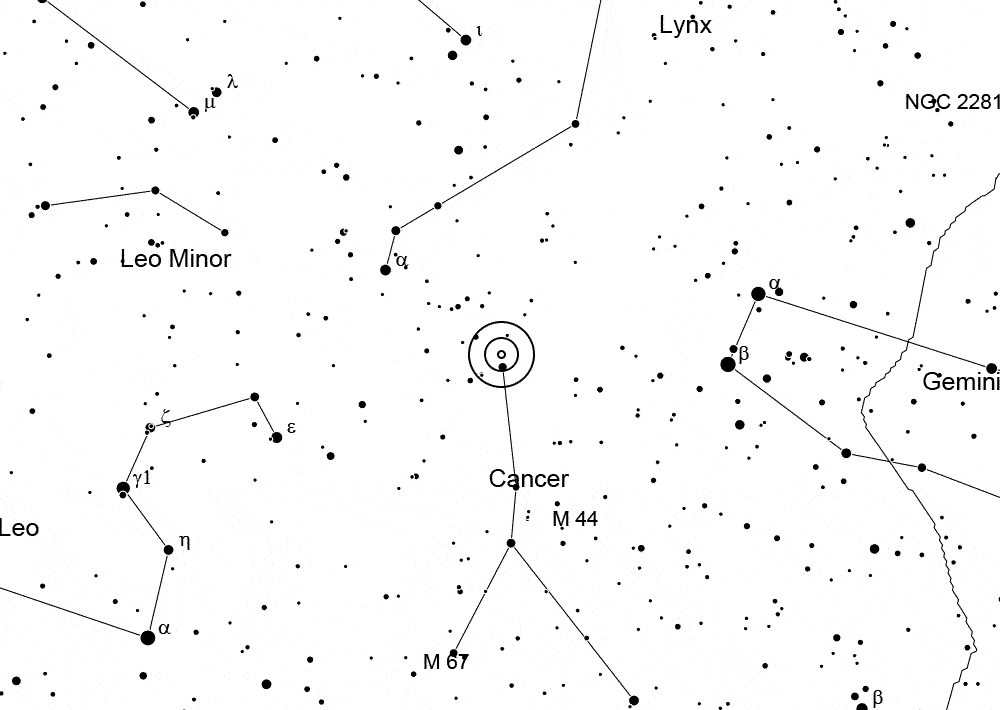 Lynx
ι
λ
μ
NGC 2281
Leo Minor
α
α
β
Gemini
ζ
ε
γ1
Cancer
M 44
Leo
η
α
M 67
β